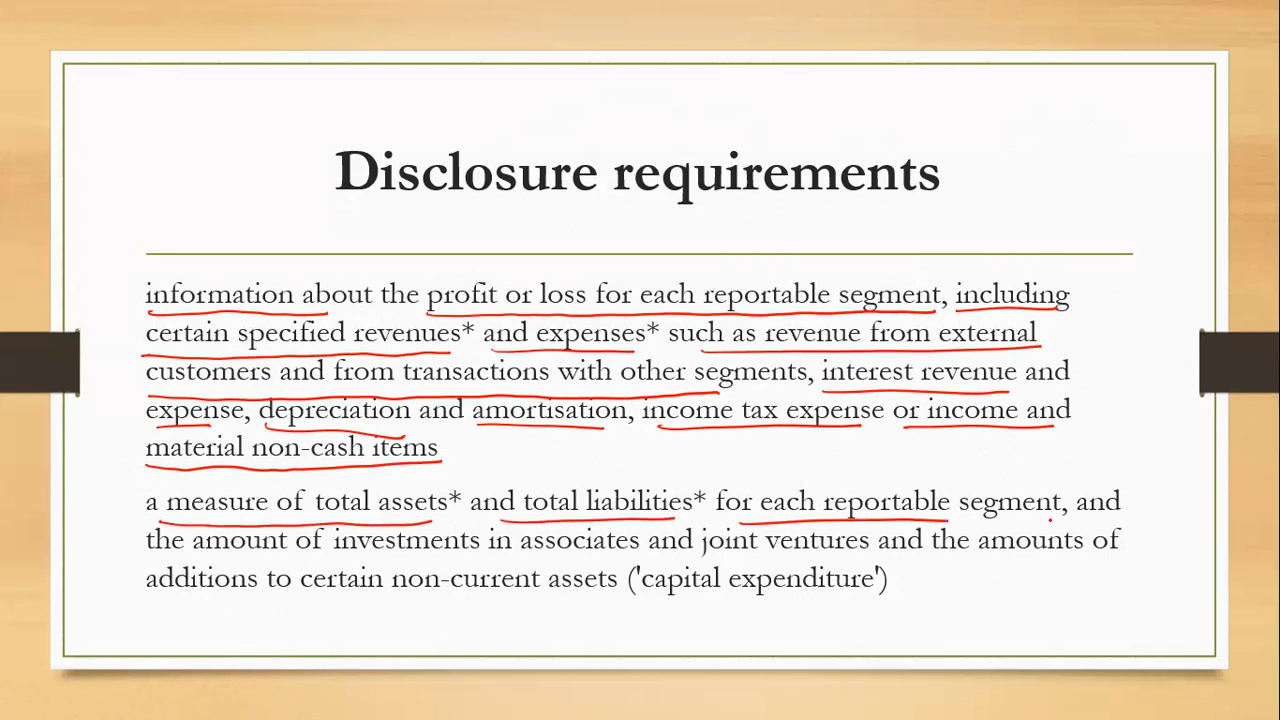 Disclosure requirements
information about the profit or loss for each reportable segment, including
certain specified revenues* and expenses* such as revenue from external
customers and from transactions with other segments, interest revenue and
expense, depreciation and amortisation, income tax expense or income and
material non-cash items
a measure of total assets* and total liabilities* for each reportable segment, and
the amount of investments in associates and joint ventures and the amounts of
additions to certain non-current assets ('capital expenditure')